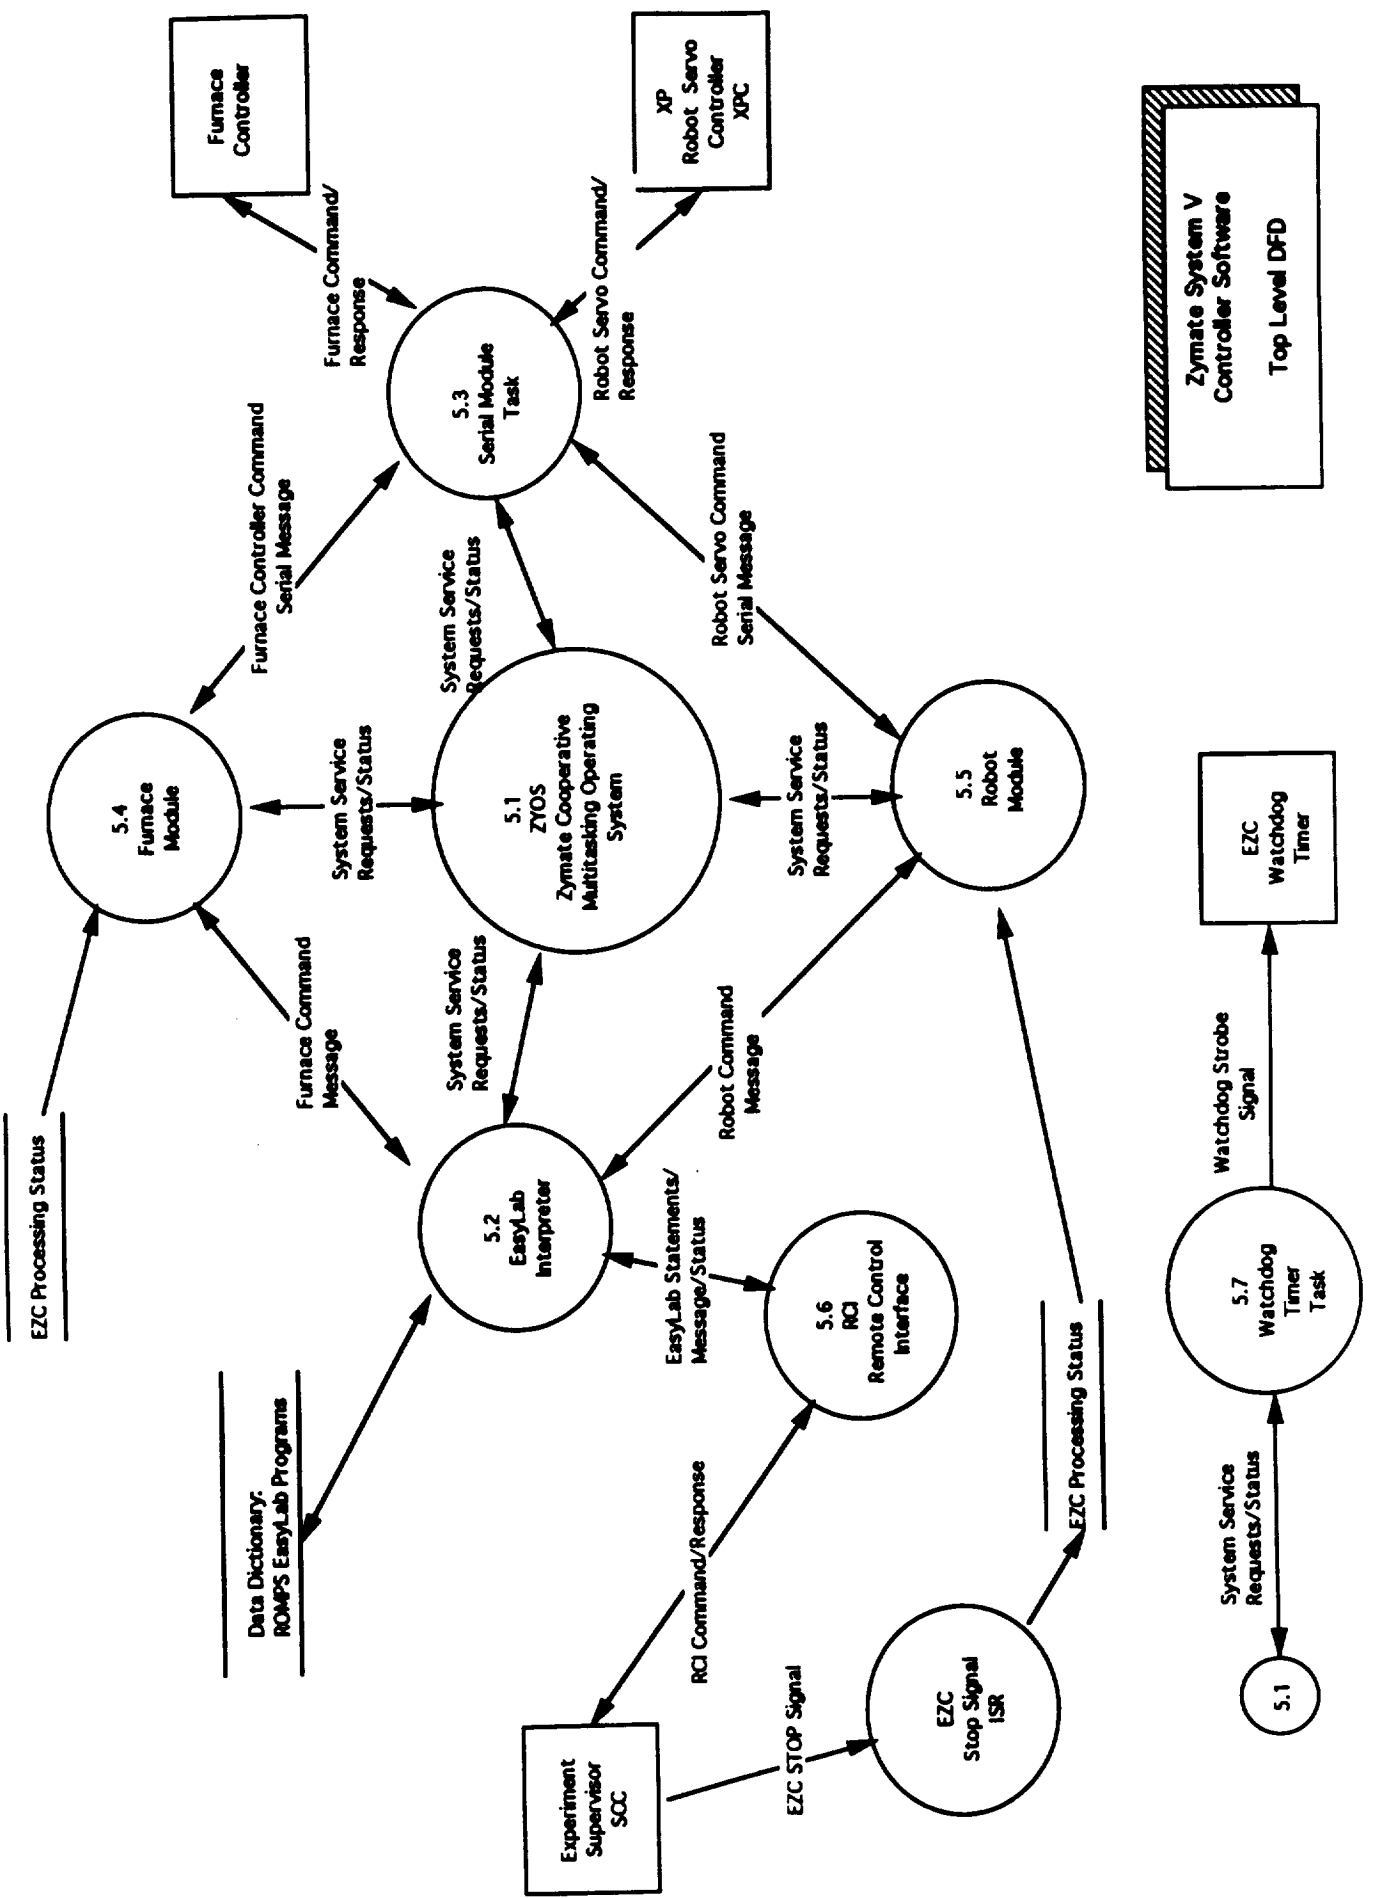 EZC Processing Status
5.4
Furnace
Module
Furnace Controller Command
Serial Message
Furnace Command/
Response
Furnace
Controller
Data Dictionary:
ROMPS EasyLab Programs
Furnace Command
Message
System Service
Requests/Status
System Service
Requests/Status
System Service
Requests/Status
5.3
Serial Module
Task
Experiment
Supervisor
SCC
5.2
EasyLab
Interpreter
5.1
ZYOS
Zymate Cooperative
Multitasking Operating
System
Robot Servo Command/
Response
XP
Robot Servo
Controller
XPC
RCI Command/Response
EasyLab Statements/
Message/Status
Robot Command
Message
System Service
Requests/Status
Robot Servo Command
Serial Message
EZC STOP Signal
5.6
RCI
Remote Control
Interface
5.5
Robot
Module
EZC
Stop Signal
ISR
EZC Processing Status
5.1
System Service
Requests/Status
5.7
Watchdog
Timer
Task
Watchdog Strobe
Signal
EZC
Watchdog
Timer
Zymate System V
Controller Software
Top Level DFD